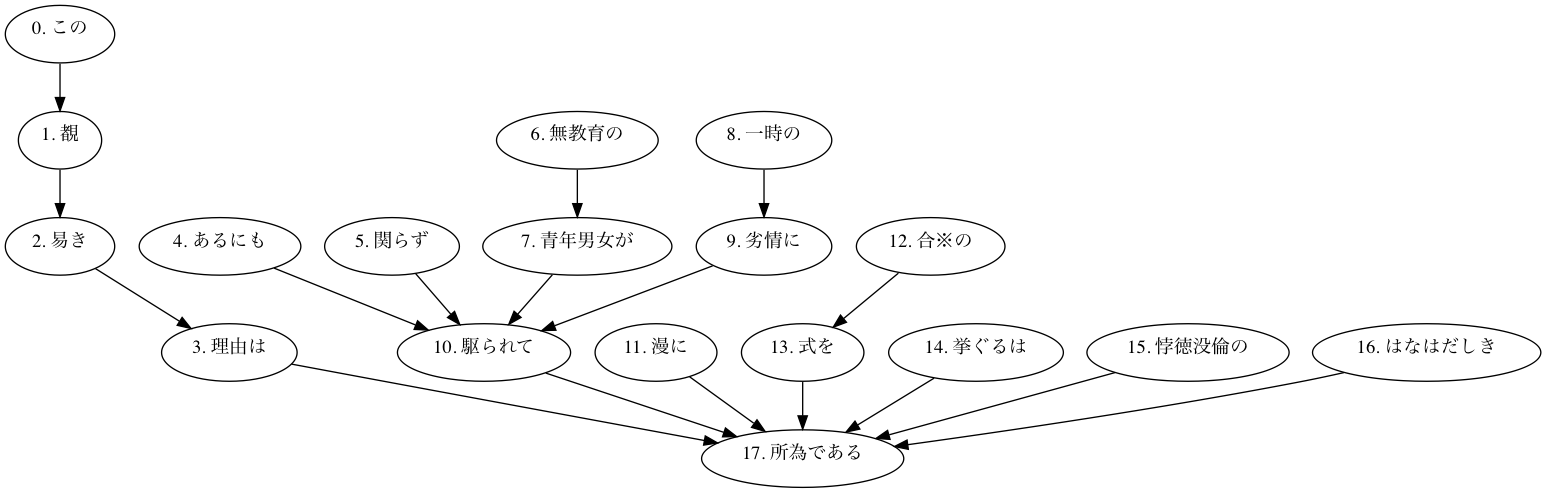 0. この
1. 覩
2. 易き
3. 理由は
4. あるにも
5. 関らず
6. 無教育の
7. 青年男女が
8. 一時の
9. 劣情に
10. 駆られて
11. 漫に
12. 合※の
13. 式を
14. 挙ぐるは
15. 悖徳没倫の
16. はなはだしき
17. 所為である